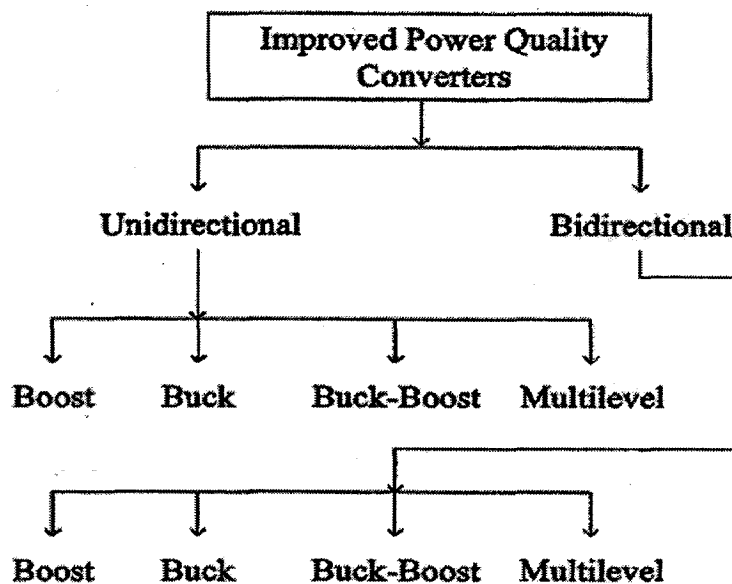 Improved Power Quality
Converters
Unidirectional Bidirectional
Boost Buck Buck-Boost Multilevel
Boost Buck Buck-Boost Multilevel